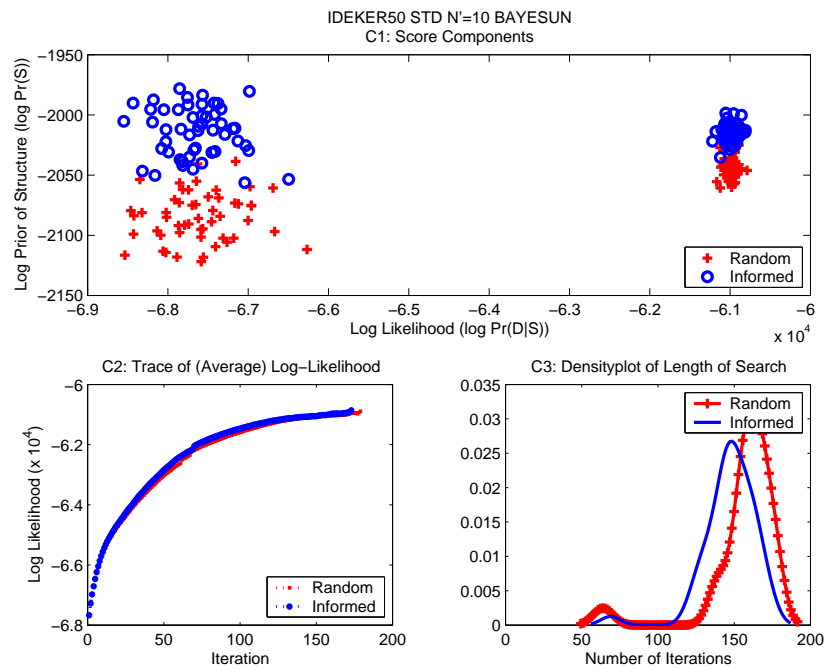 IDEKER50 STD N'=10 BAYESUN
C1: Score Components
Log Prior of Structure (log Pr(S))
−1950
−2000
−2050
−2100
−2150
−6.9
−6.8
−6.7
−6.6
−6.5
−6.4
−6.3
−6.2
−6.1
−6
Log Likelihood (log Pr(D|S))
x 10^4
Random
Informed
C2: Trace of (Average) Log−Likelihood
Log Likelihood (x 10^4)
−6
−6.2
−6.4
−6.6
−6.8
0
50
100
150
200
Iteration
Random
Informed
C3: Densityplot of Length of Search
0.035
0.03
0.025
0.02
0.015
0.01
0.005
0
0
50
100
150
200
Number of Iterations
Random
Informed